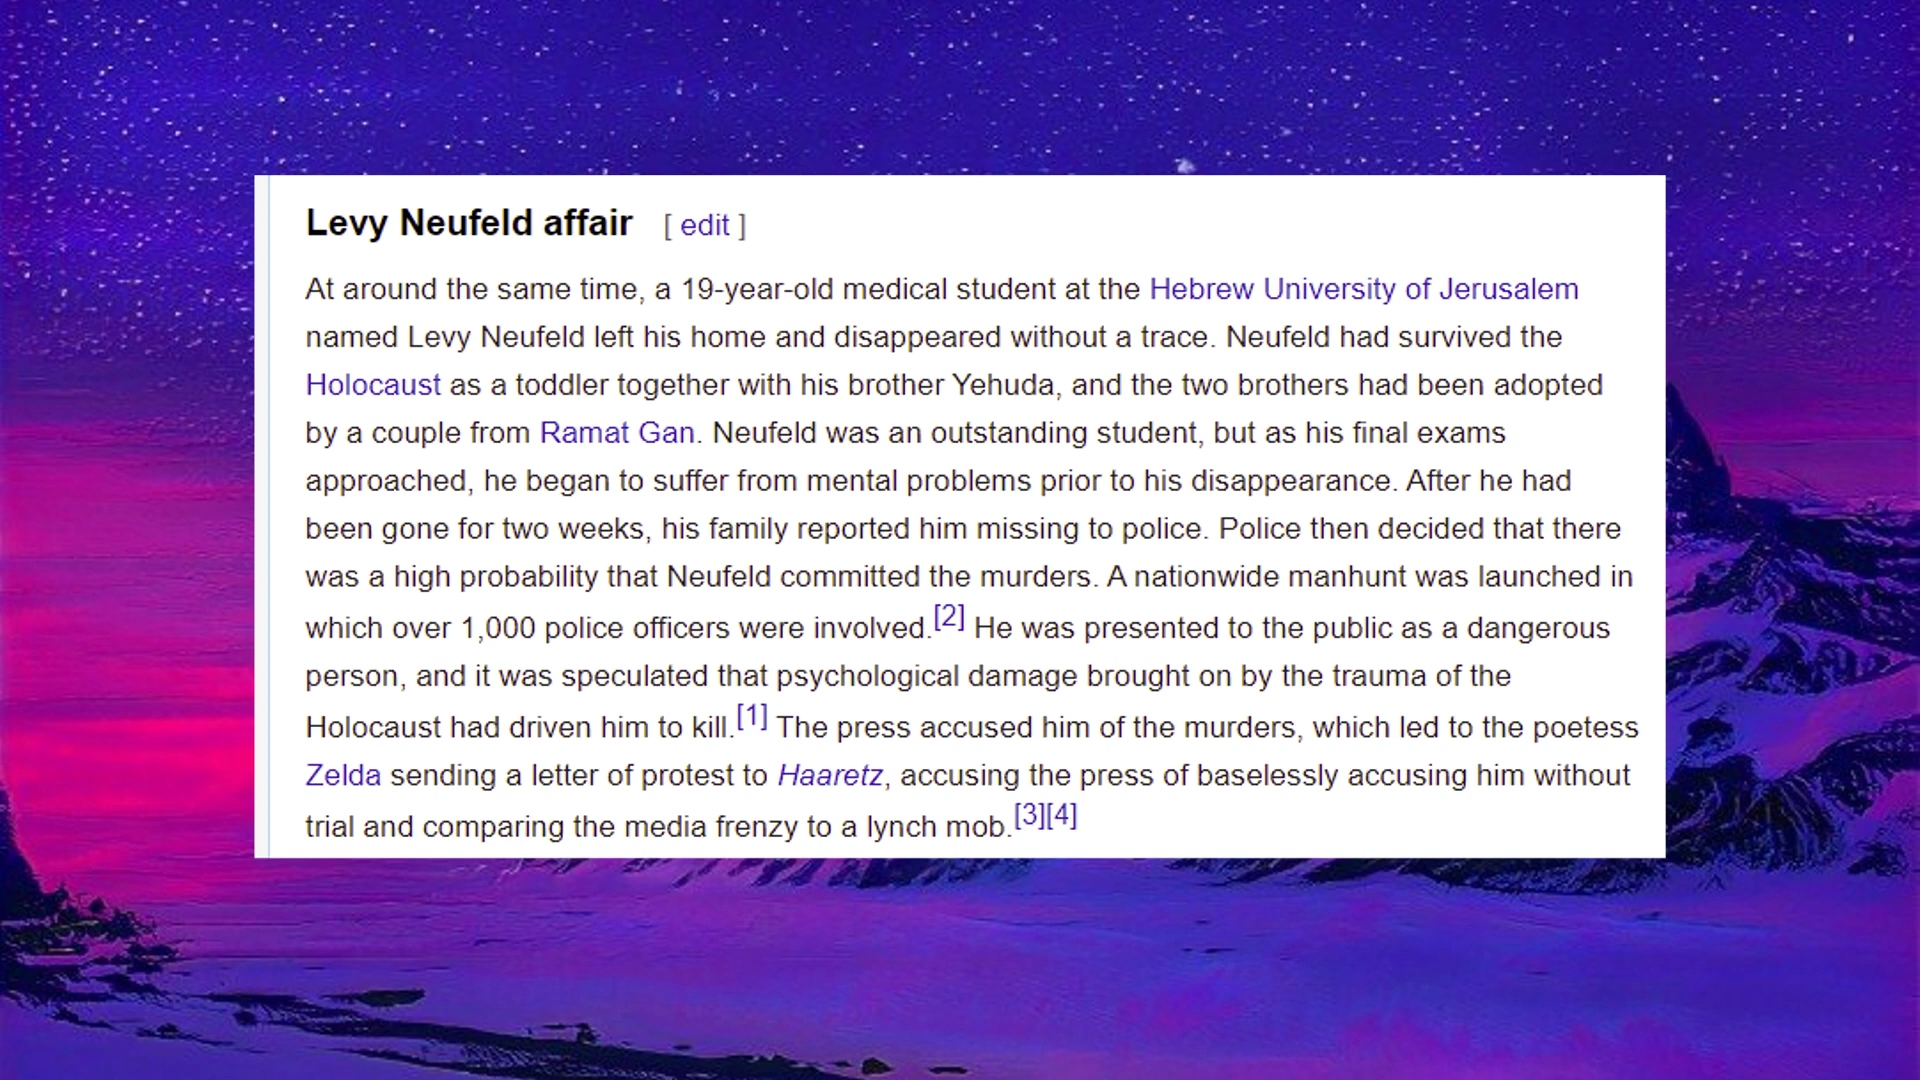 Levy Neufeld affair [ edit ]
At around the same time, a 19-year-old medical student at the Hebrew University of Jerusalem
named Levy Neufeld left his home and disappeared without a trace. Neufeld had survived the
Holocaust as a toddler together with his brother Yehuda, and the two brothers had been adopted
by a couple from Ramat Gan. Neufeld was an outstanding student, but as his final exams
approached, he began to suffer from mental problems prior to his disappearance. After he had
been gone for two weeks, his family reported him missing to police. Police then decided that there
was a high probability that Neufeld committed the murders. A nationwide manhunt was launched in
which over 1,000 police officers were involved.[2] He was presented to the public as a dangerous
person, and it was speculated that psychological damage brought on by the trauma of the
Holocaust had driven him to kill.[1] The press accused him of the murders, which led to the poetess
Zelda sending a letter of protest to Haaretz, accusing the press of baselessly accusing him without
trial and comparing the media frenzy to a lynch mob.[3][4]